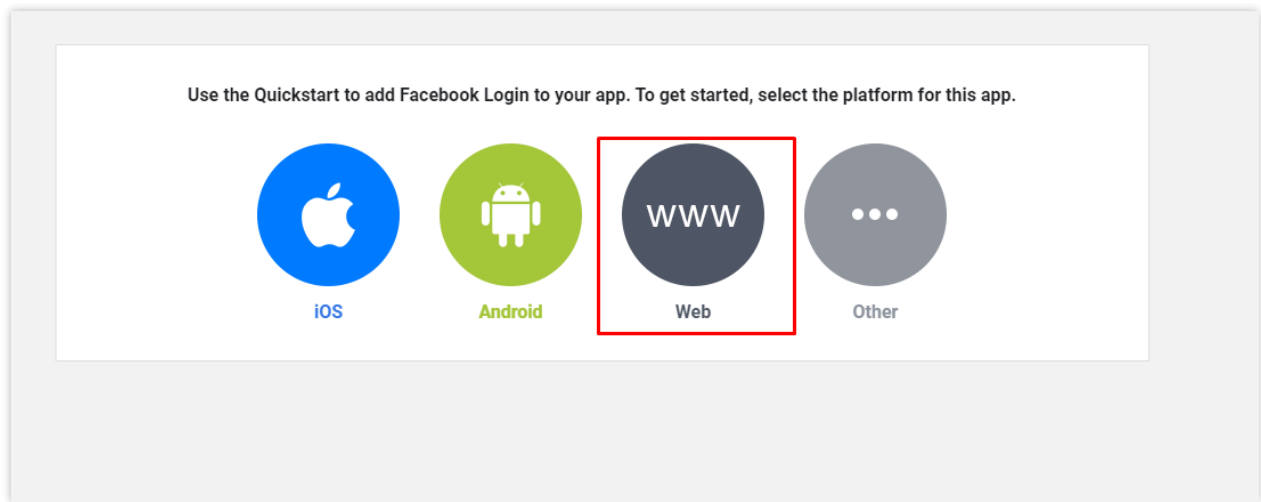 Use the Quickstart to add Facebook Login to your app. To get started, select the platform for this app.
WWW
iOS
Android
Web
Other